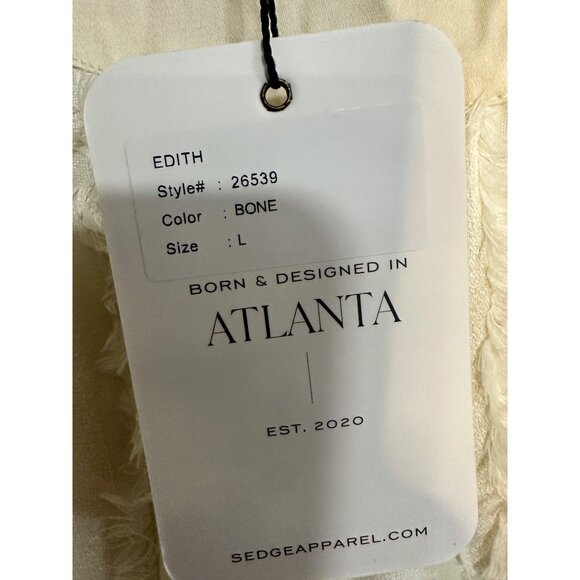 EDITH
Style# : 26539
Color : BONE
Size : L
BORN & DESIGNED IN
ATLANTA
EST. 2020
SEDGEAPPAREL.COM